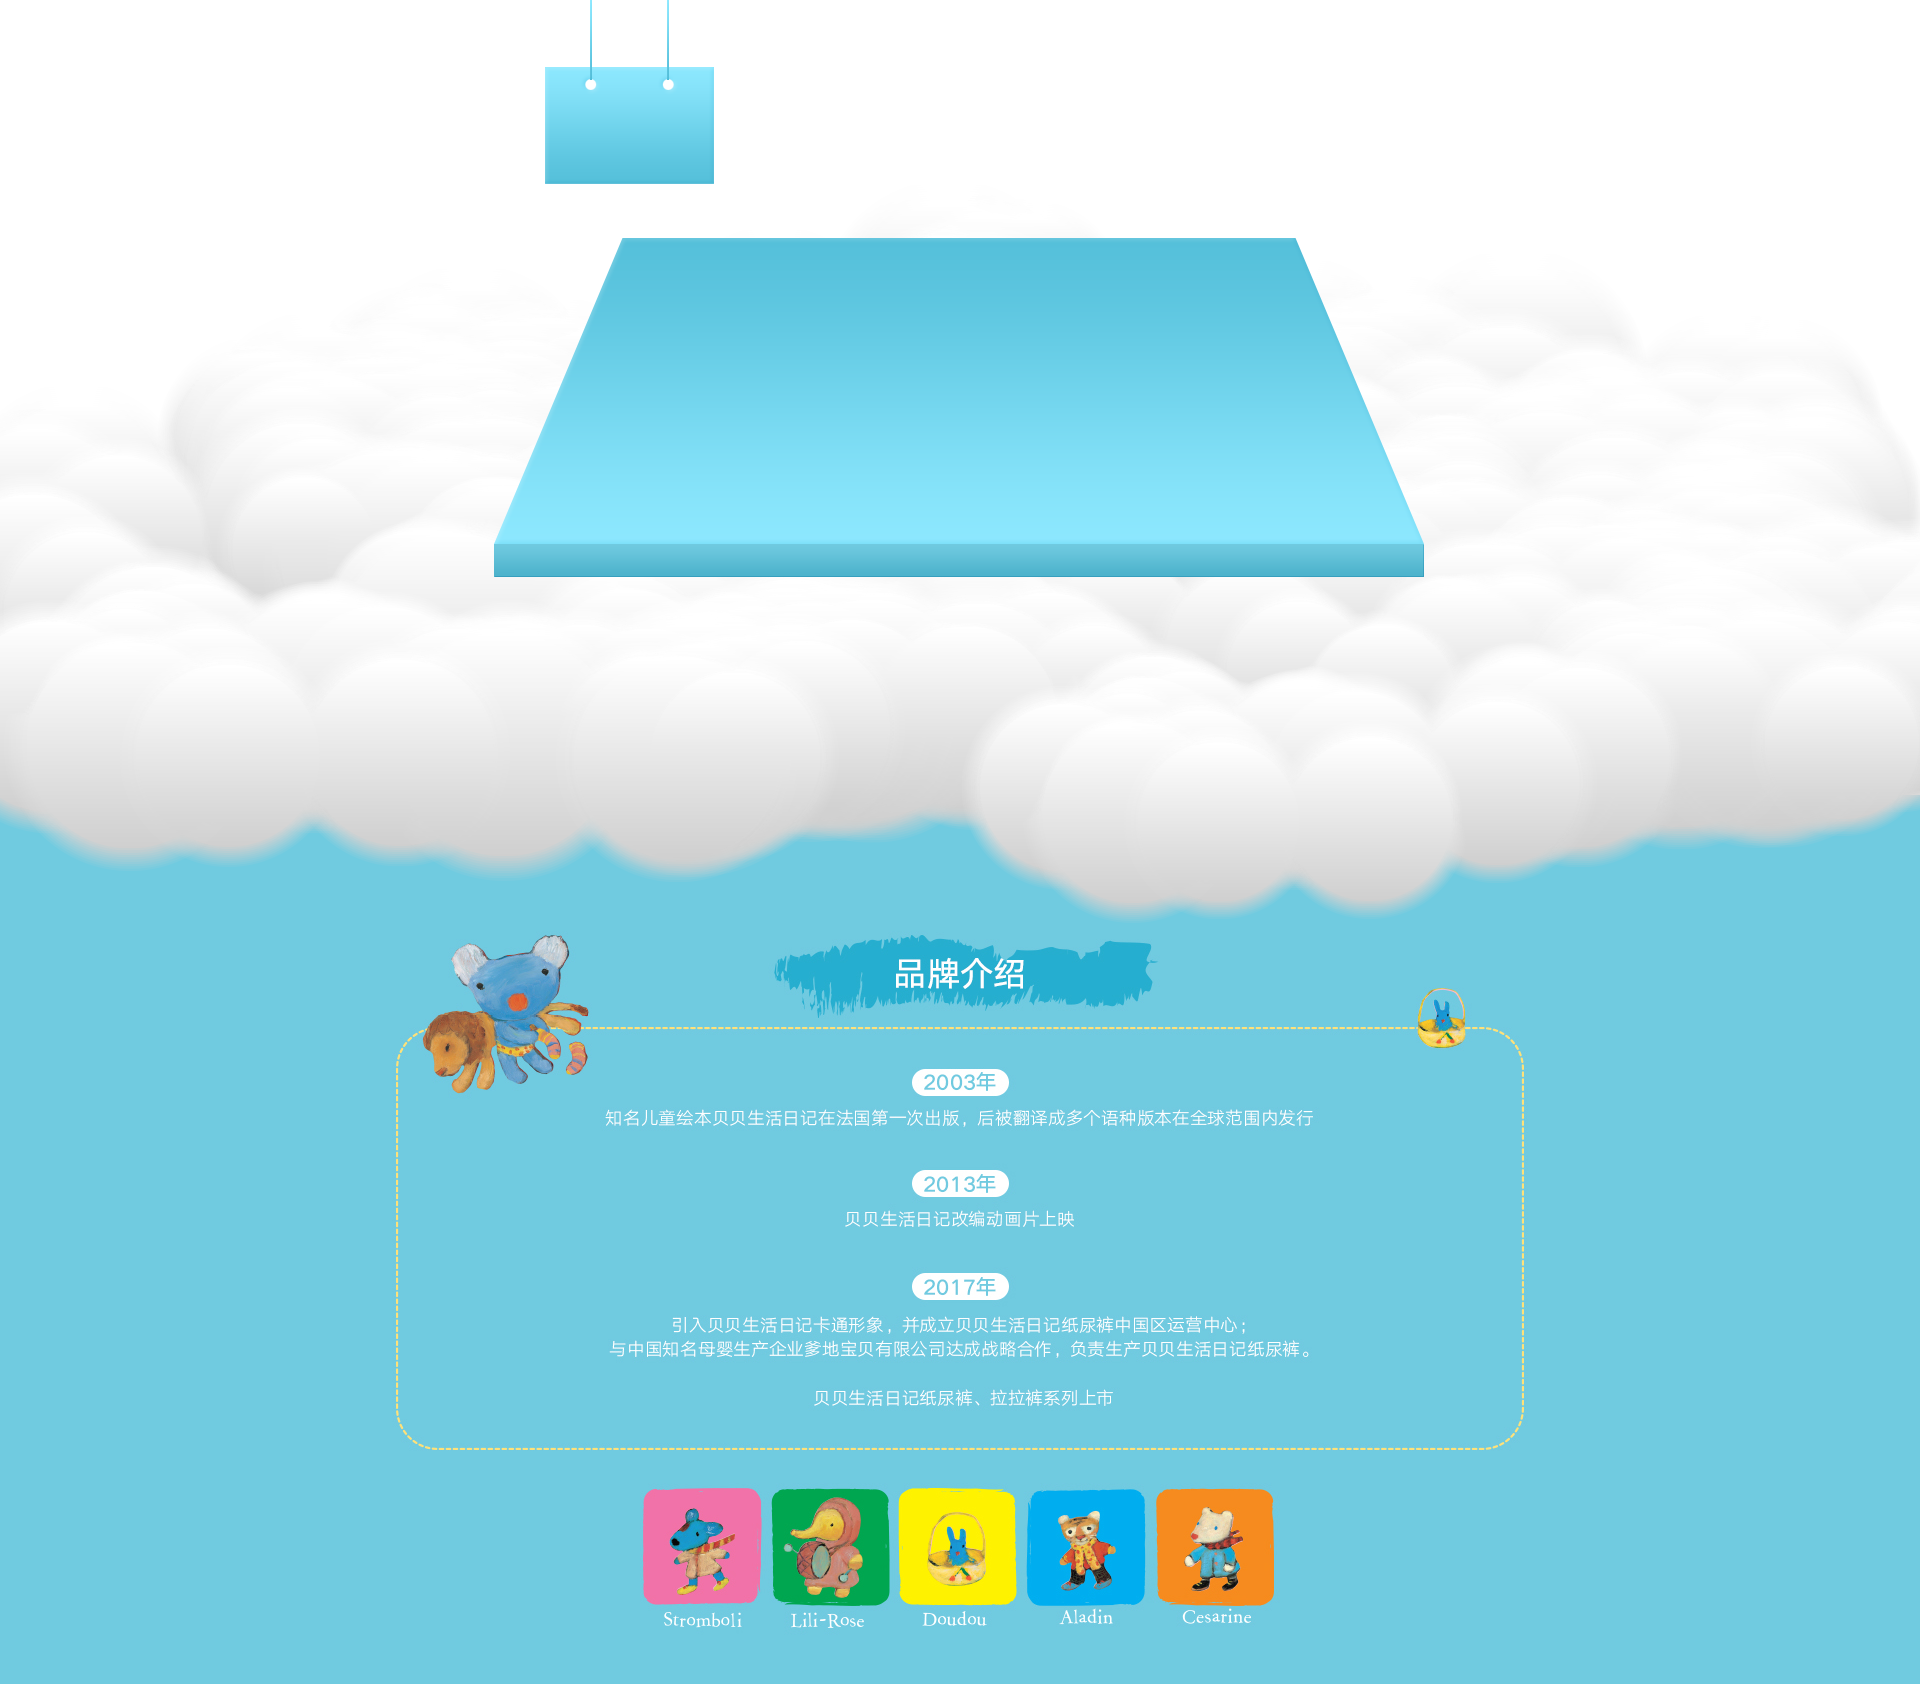 品牌介绍
2003年
知名儿童绘本贝贝生活日记在法国第一次出版，后被翻译成多个语种版本在全球范围内发行
2013年
贝贝生活日记改编动画片上映
2017年
引入贝贝生活日记卡通形象，并成立贝贝生活日记纸尿裤中国区运营中心；
与中国知名母婴生产企业爹地宝贝有限公司达成战略合作，负责生产贝贝生活日记纸尿裤。
贝贝生活日记纸尿裤、拉拉裤系列上市
Stromboli
Lili-Rose
Doudou
Aladin
Cesarine